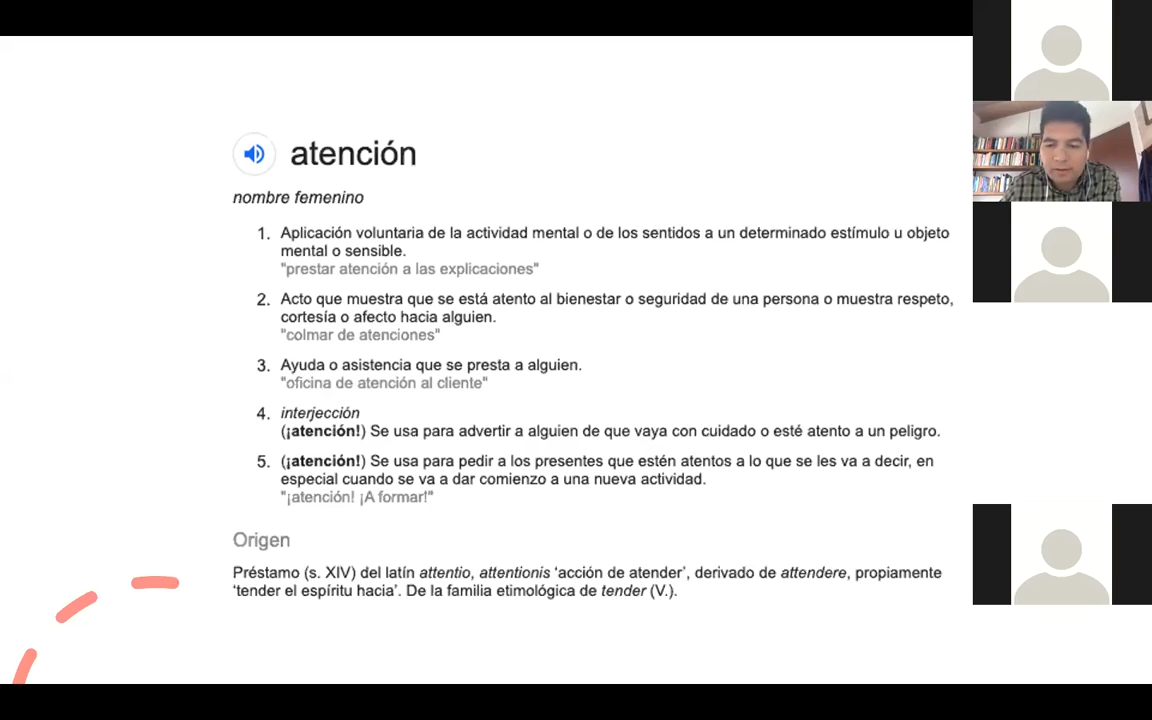 atención
nombre femenino
1. Aplicación voluntaria de la actividad mental o de los sentidos a un determinado estímulo u objeto
mental o sensible.
"prestar atención a las explicaciones"
2. Acto que muestra que se está atento al bienestar o seguridad de una persona o muestra respeto,
cortesía o afecto hacia alguien.
"colmar de atenciones"
3. Ayuda o asistencia que se presta a alguien.
"oficina de atención al cliente"
4. interjección
(¡atención!) Se usa para advertir a alguien de que vaya con cuidado o esté atento a un peligro.
5. (¡atención!) Se usa para pedir a los presentes que estén atentos a lo que se les va a decir, en
especial cuando se va a dar comienzo a una nueva actividad.
"¡atención! ¡A formar!"
Origen
Préstamo (s. XIV) del latín attentio, attentionis ‘acción de atender’, derivado de attendere, propiamente
‘tender el espíritu hacia’. De la familia etimológica de tender (V.).